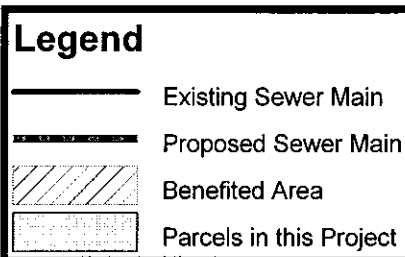 Legend
Existing Sewer Main
Proposed Sewer Main
Benefited Area
Parcels in this Project